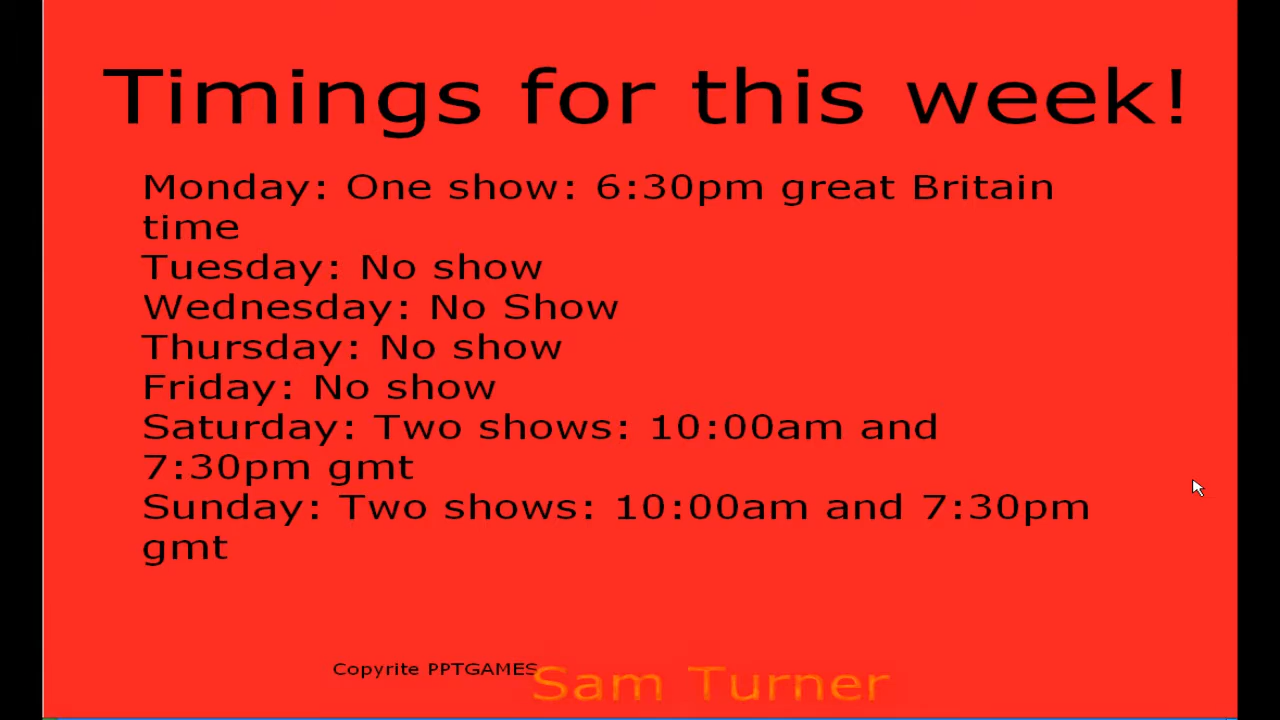 Timings for this week!
Monday: One show: 6:30pm great Britain
time
Tuesday: No show
Wednesday: No Show
Thursday: No show
Friday: No show
Saturday: Two shows: 10:00am and
7:30pm gmt
Sunday: Two shows: 10:00am and 7:30pm
gmt
Copyrite PPTGAMES
Sam Turner